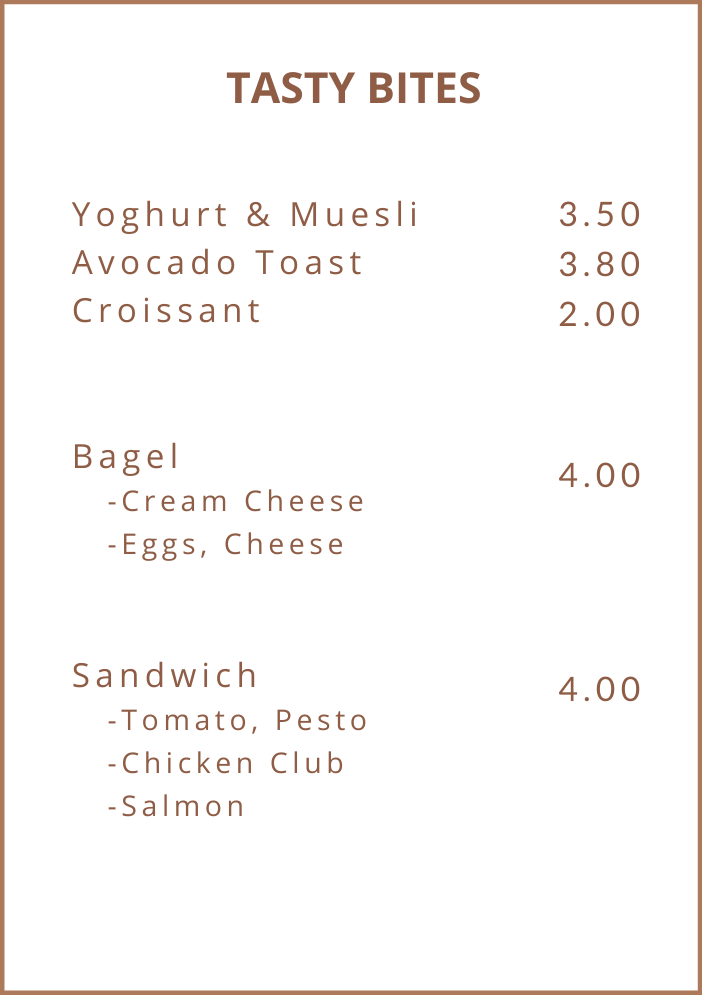 TASTY BITES
Yoghurt & Muesli 3.50
Avocado Toast 3.80
Croissant 2.00
Bagel 4.00
-Cream Cheese
-Eggs, Cheese
Sandwich 4.00
-Tomato, Pesto
-Chicken Club
-Salmon